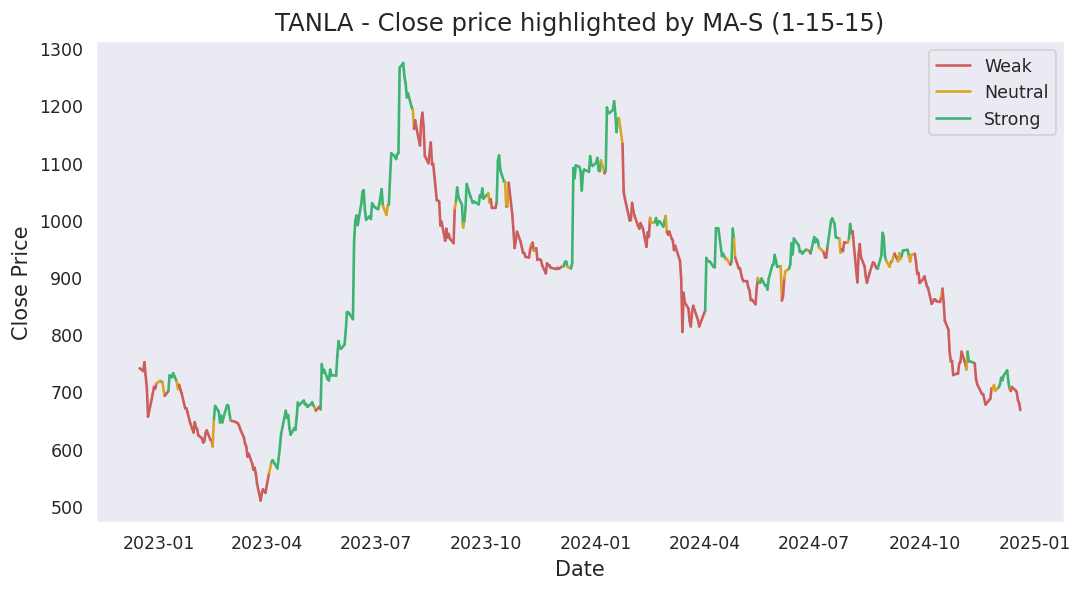 TANLA - Close price highlighted by MA-S (1-15-15)
1300
1200
1100
1000
900
800
700
600
500
Close Price
Weak
Neutral
Strong
2023-01 2023-04 2023-07 2023-10 2024-01 2024-04 2024-07 2024-10 2025-01
Date